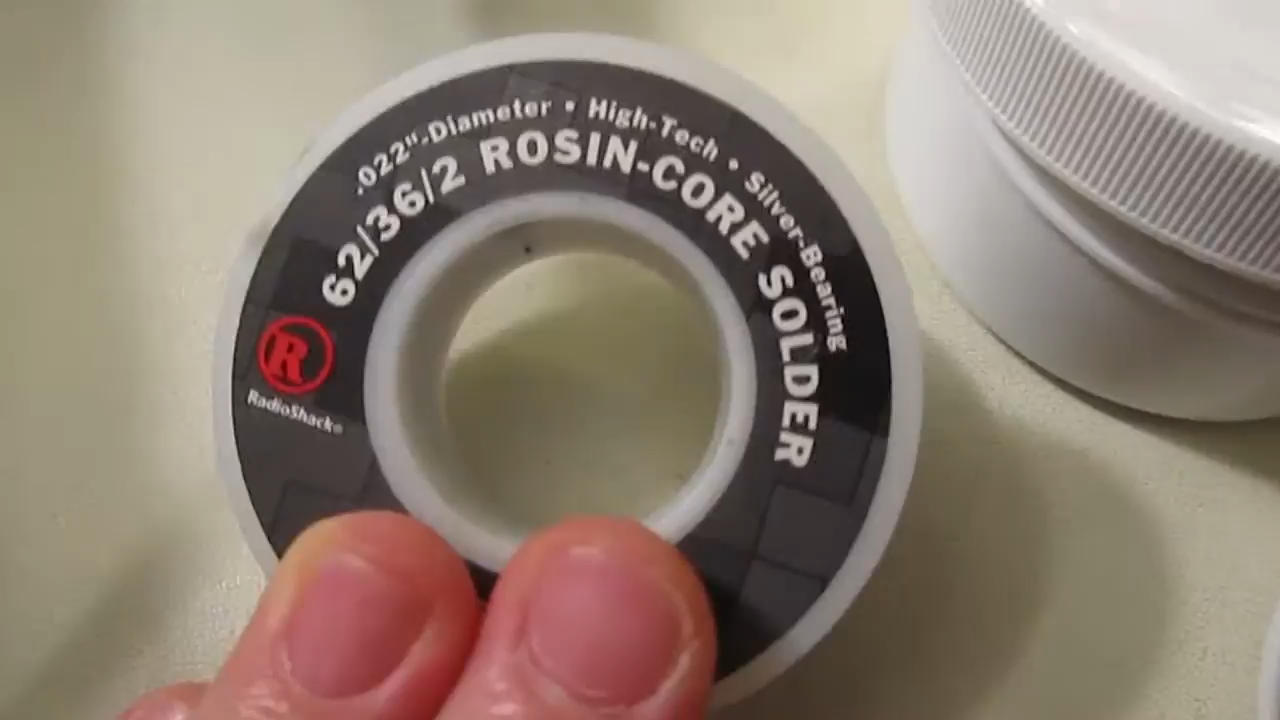 .022"-Diameter • High-Tech • Silver-Bearing
62/36/2 ROSIN-CORE SOLDER
R
RadioShack®